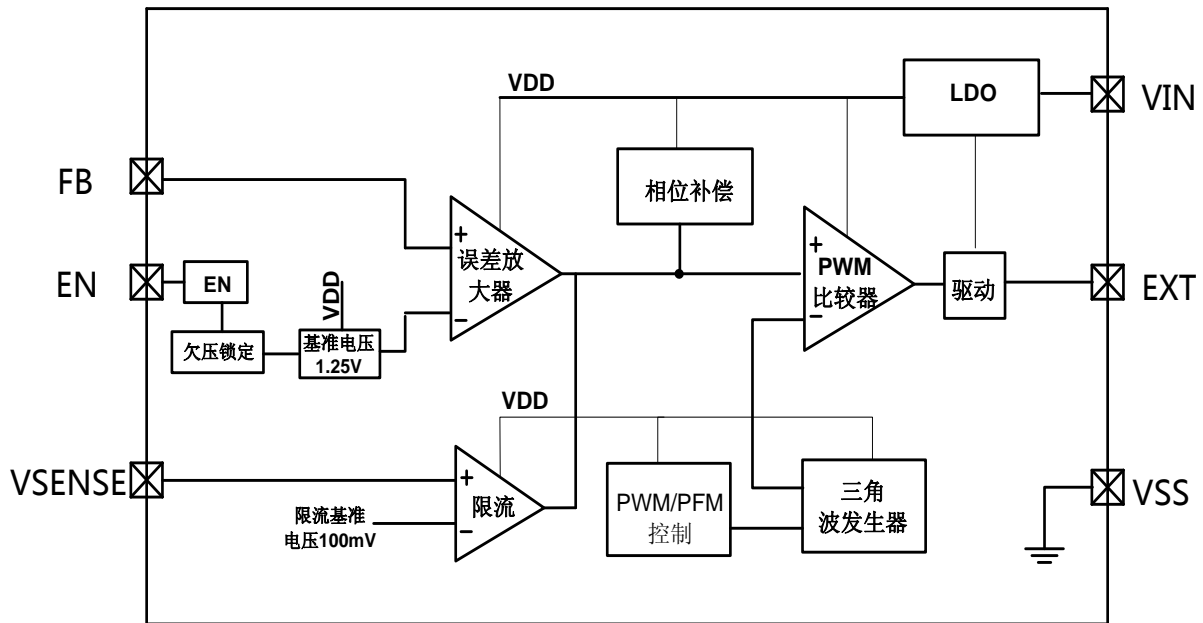 VDD
LDO
VIN
FB
相位补偿
+
误差放
大器
−
+
PWM
比较器
−
EN
EN
VDD
驱动
EXT
欠压锁定
基准电压
1.25V
VDD
VSENSE
+
限流
−
限流基准
电压100mV
PWM/PFM
控制
三角
波发生器
VSS